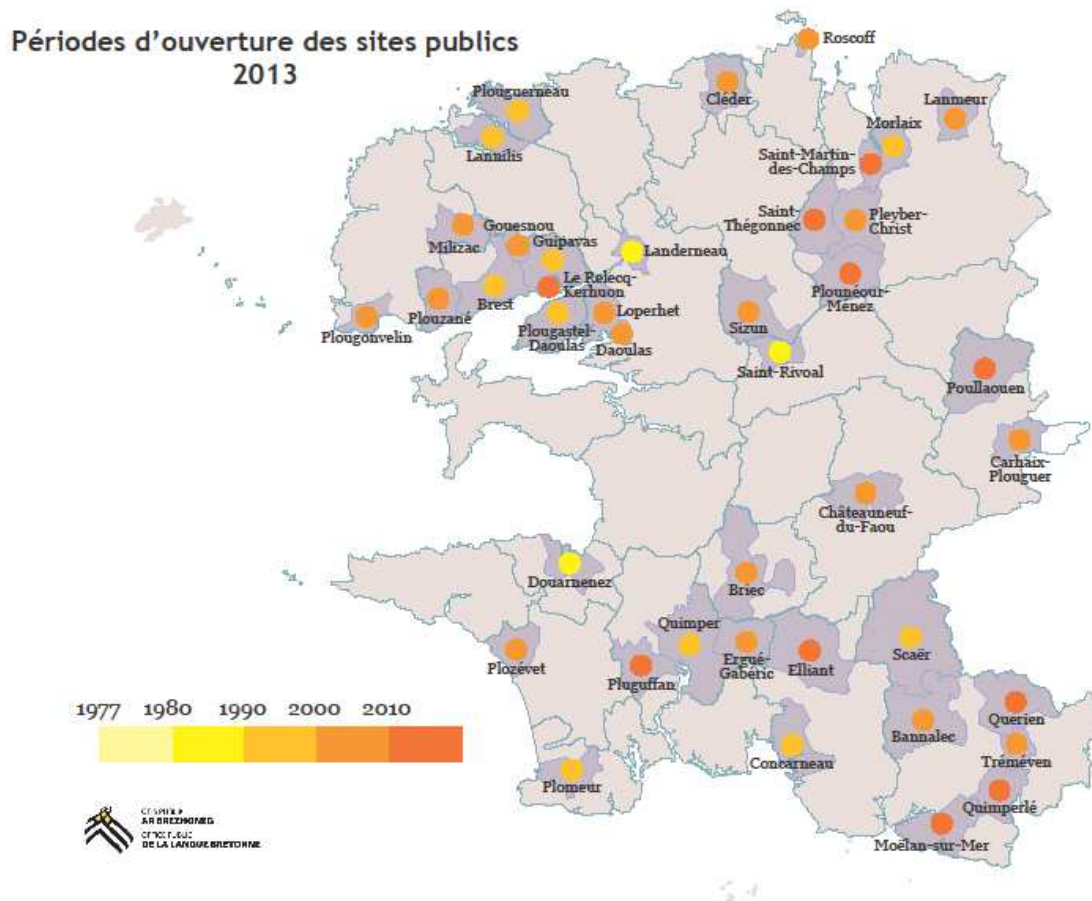 Périodes d'ouverture des sites publics
2013
Roscoff
Plouguerneau
Cléder
Lanmeur
Morlaix
Lannilis
Saint-Martin-
des-Champs
Saint-
Thégonnec
Pleyber-
Christ
Gouesnou
Milizac
Guipavas
Landerneau
Le Relecq-
Kerhuon
Plounéour-
Ménez
Brest
Loperhet
Plouzané
Sizun
Plougonvelin
Plougastel-
Daoulas
Daoulas
Saint-Rivoal
Poullaouen
Carhaix-
Plouguer
Châteauneuf-
du-Faou
Douarnenez
Briec
Quimper
Scaër
Plozévet
Ergué-
Gabéric
Elliant
Pluguffan
1977 1980 1990 2000 2010
Querien
Bannalec
Concarneau
Tréméven
Plomeur
Quimperlé
Moëlan-sur-Mer
AR BREZHONEG
OFFICE PUBLIC
DE LA LANGUE BRETONNE